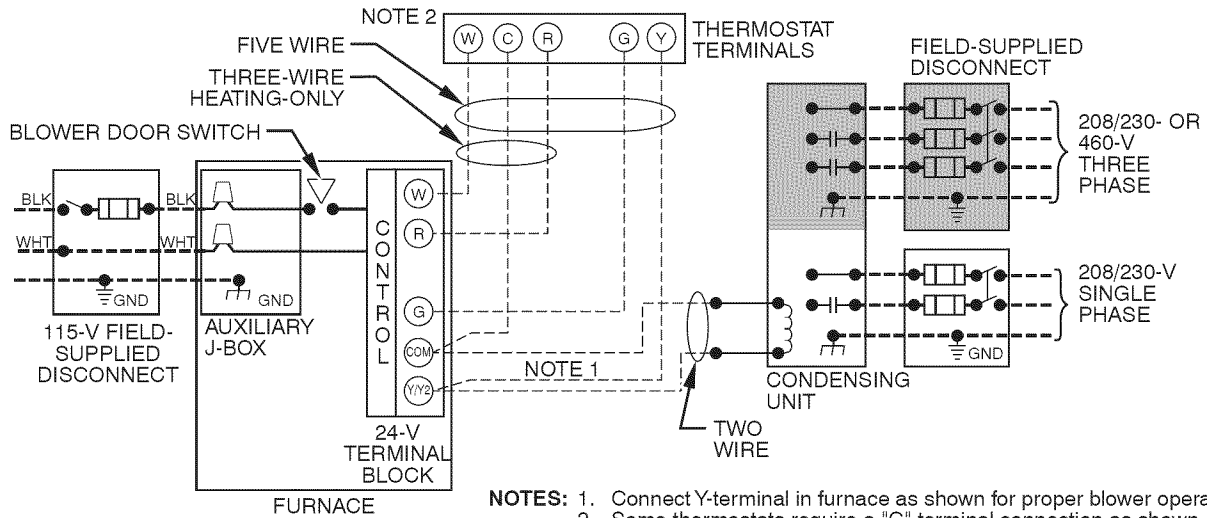 NOTE 2
W C R G Y
THERMOSTAT
TERMINALS
FIVE WIRE
THREE-WIRE
HEATING-ONLY
BLOWER DOOR SWITCH
FIELD-SUPPLIED
DISCONNECT
208/230- OR
460-V
THREE
PHASE
BLK
BLK
WHT
WHT
GND
GND
115-V FIELD-
SUPPLIED
DISCONNECT
AUXILIARY
J-BOX
CONTROL
W
R
G
COM
Y/Y2
NOTE 1
24-V
TERMINAL
BLOCK
FURNACE
TWO
WIRE
CONDENSING
UNIT
208/230-V
SINGLE
PHASE
GND
NOTES: 1. Connect Y-terminal in furnace as shown for proper blower opera